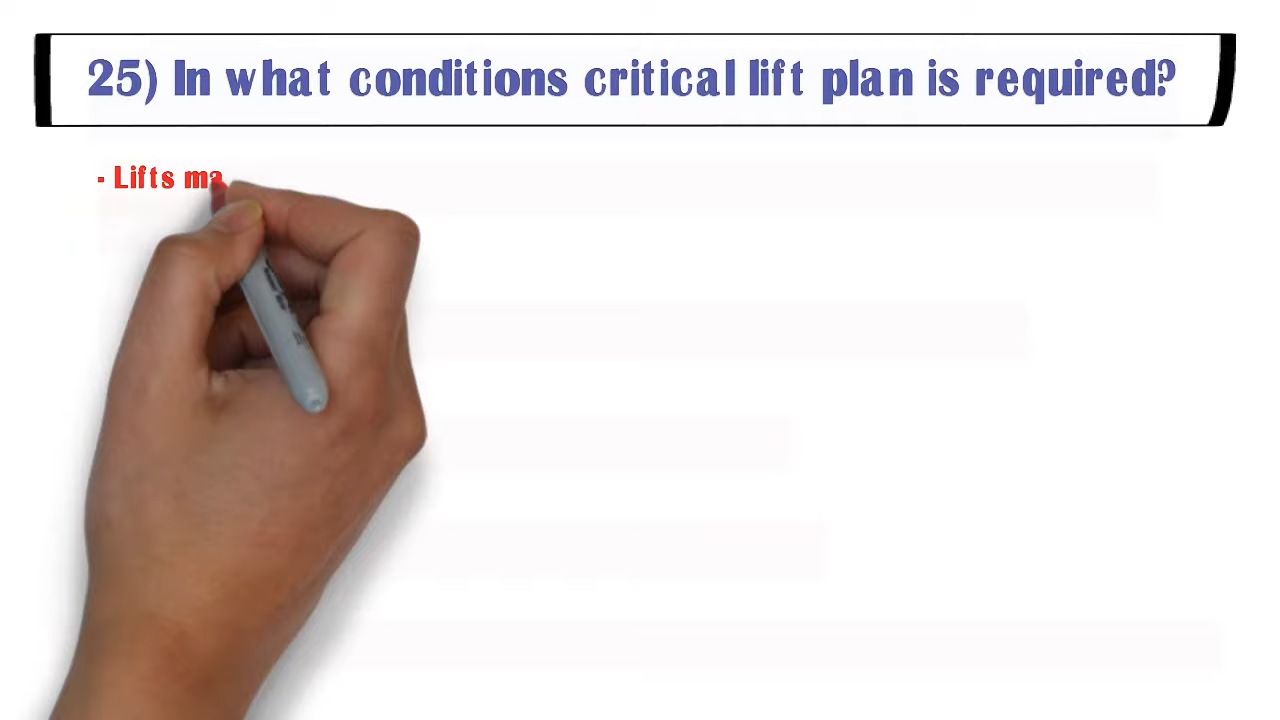 25) In what conditions critical lift plan is required?
- Lifts ma